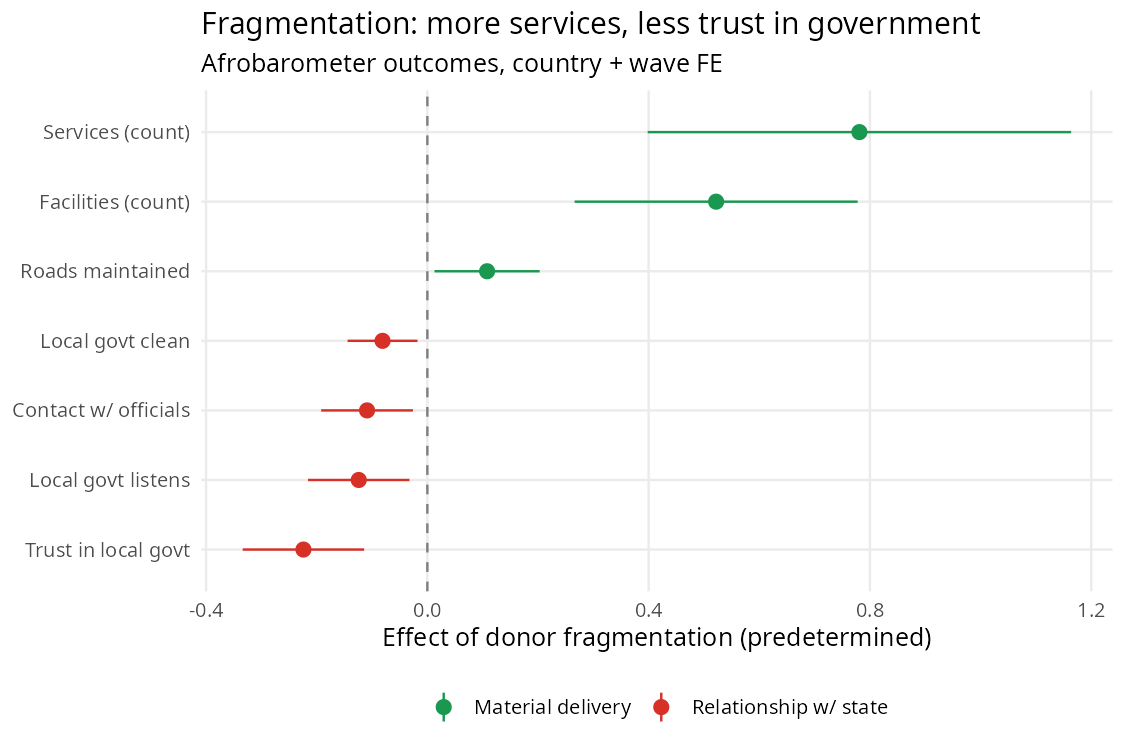 Fragmentation: more services, less trust in government
Afrobarometer outcomes, country + wave FE
Services (count)
Facilities (count)
Roads maintained
Local govt clean
Contact w/ officials
Local govt listens
Trust in local govt
-0.4 0.0 0.4 0.8 1.2
Effect of donor fragmentation (predetermined)
Material delivery Relationship w/ state